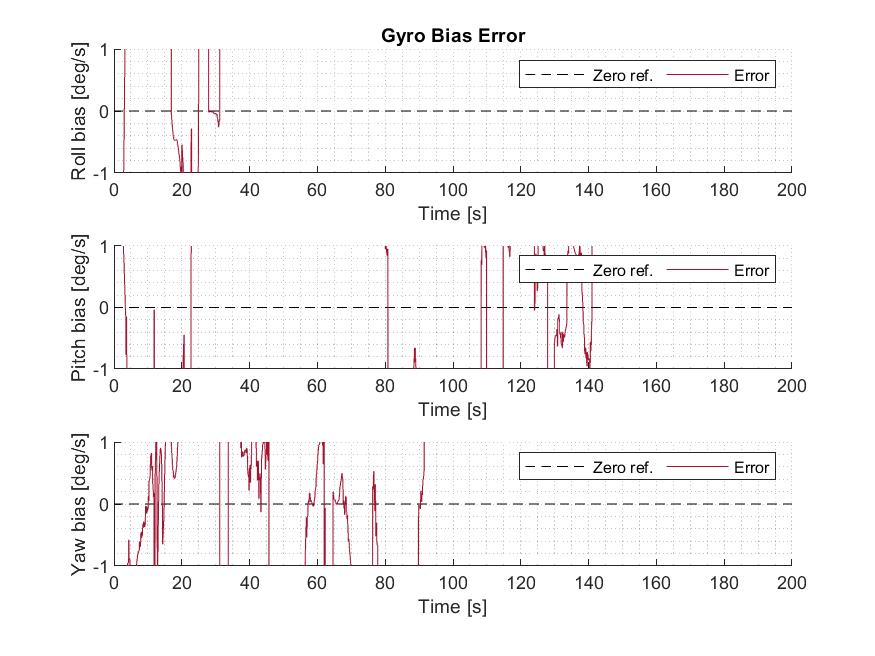 Gyro Bias Error
Roll bias [deg/s]
1
0
-1
Zero ref.
Error
0 20 40 60 80 100 120 140 160 180 200
Time [s]
Pitch bias [deg/s]
1
0
-1
Zero ref.
Error
0 20 40 60 80 100 120 140 160 180 200
Time [s]
Yaw bias [deg/s]
1
0
-1
Zero ref.
Error
0 20 40 60 80 100 120 140 160 180 200
Time [s]